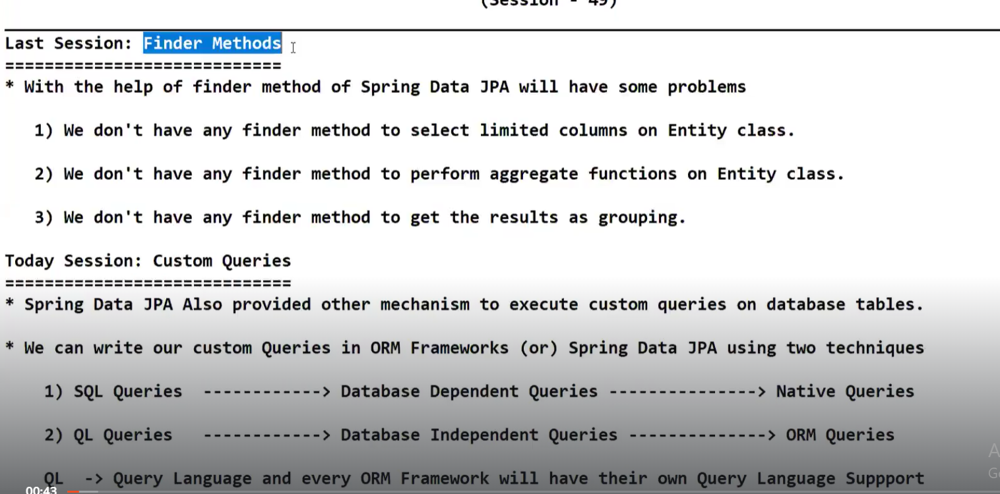 (Session - 49)
Last Session: Finder Methods
============================
* With the help of finder method of Spring Data JPA will have some problems
1) We don't have any finder method to select limited columns on Entity class.
2) We don't have any finder method to perform aggregate functions on Entity class.
3) We don't have any finder method to get the results as grouping.
Today Session: Custom Queries
=============================
* Spring Data JPA Also provided other mechanism to execute custom queries on database tables.
* We can write our custom Queries in ORM Frameworks (or) Spring Data JPA using two techniques
1) SQL Queries ------------> Database Dependent Queries ---------------> Native Queries
2) QL Queries ------------> Database Independent Queries --------------> ORM Queries
QL -> Query Language and every ORM Framework will have their own Query Language Suppport
00:43